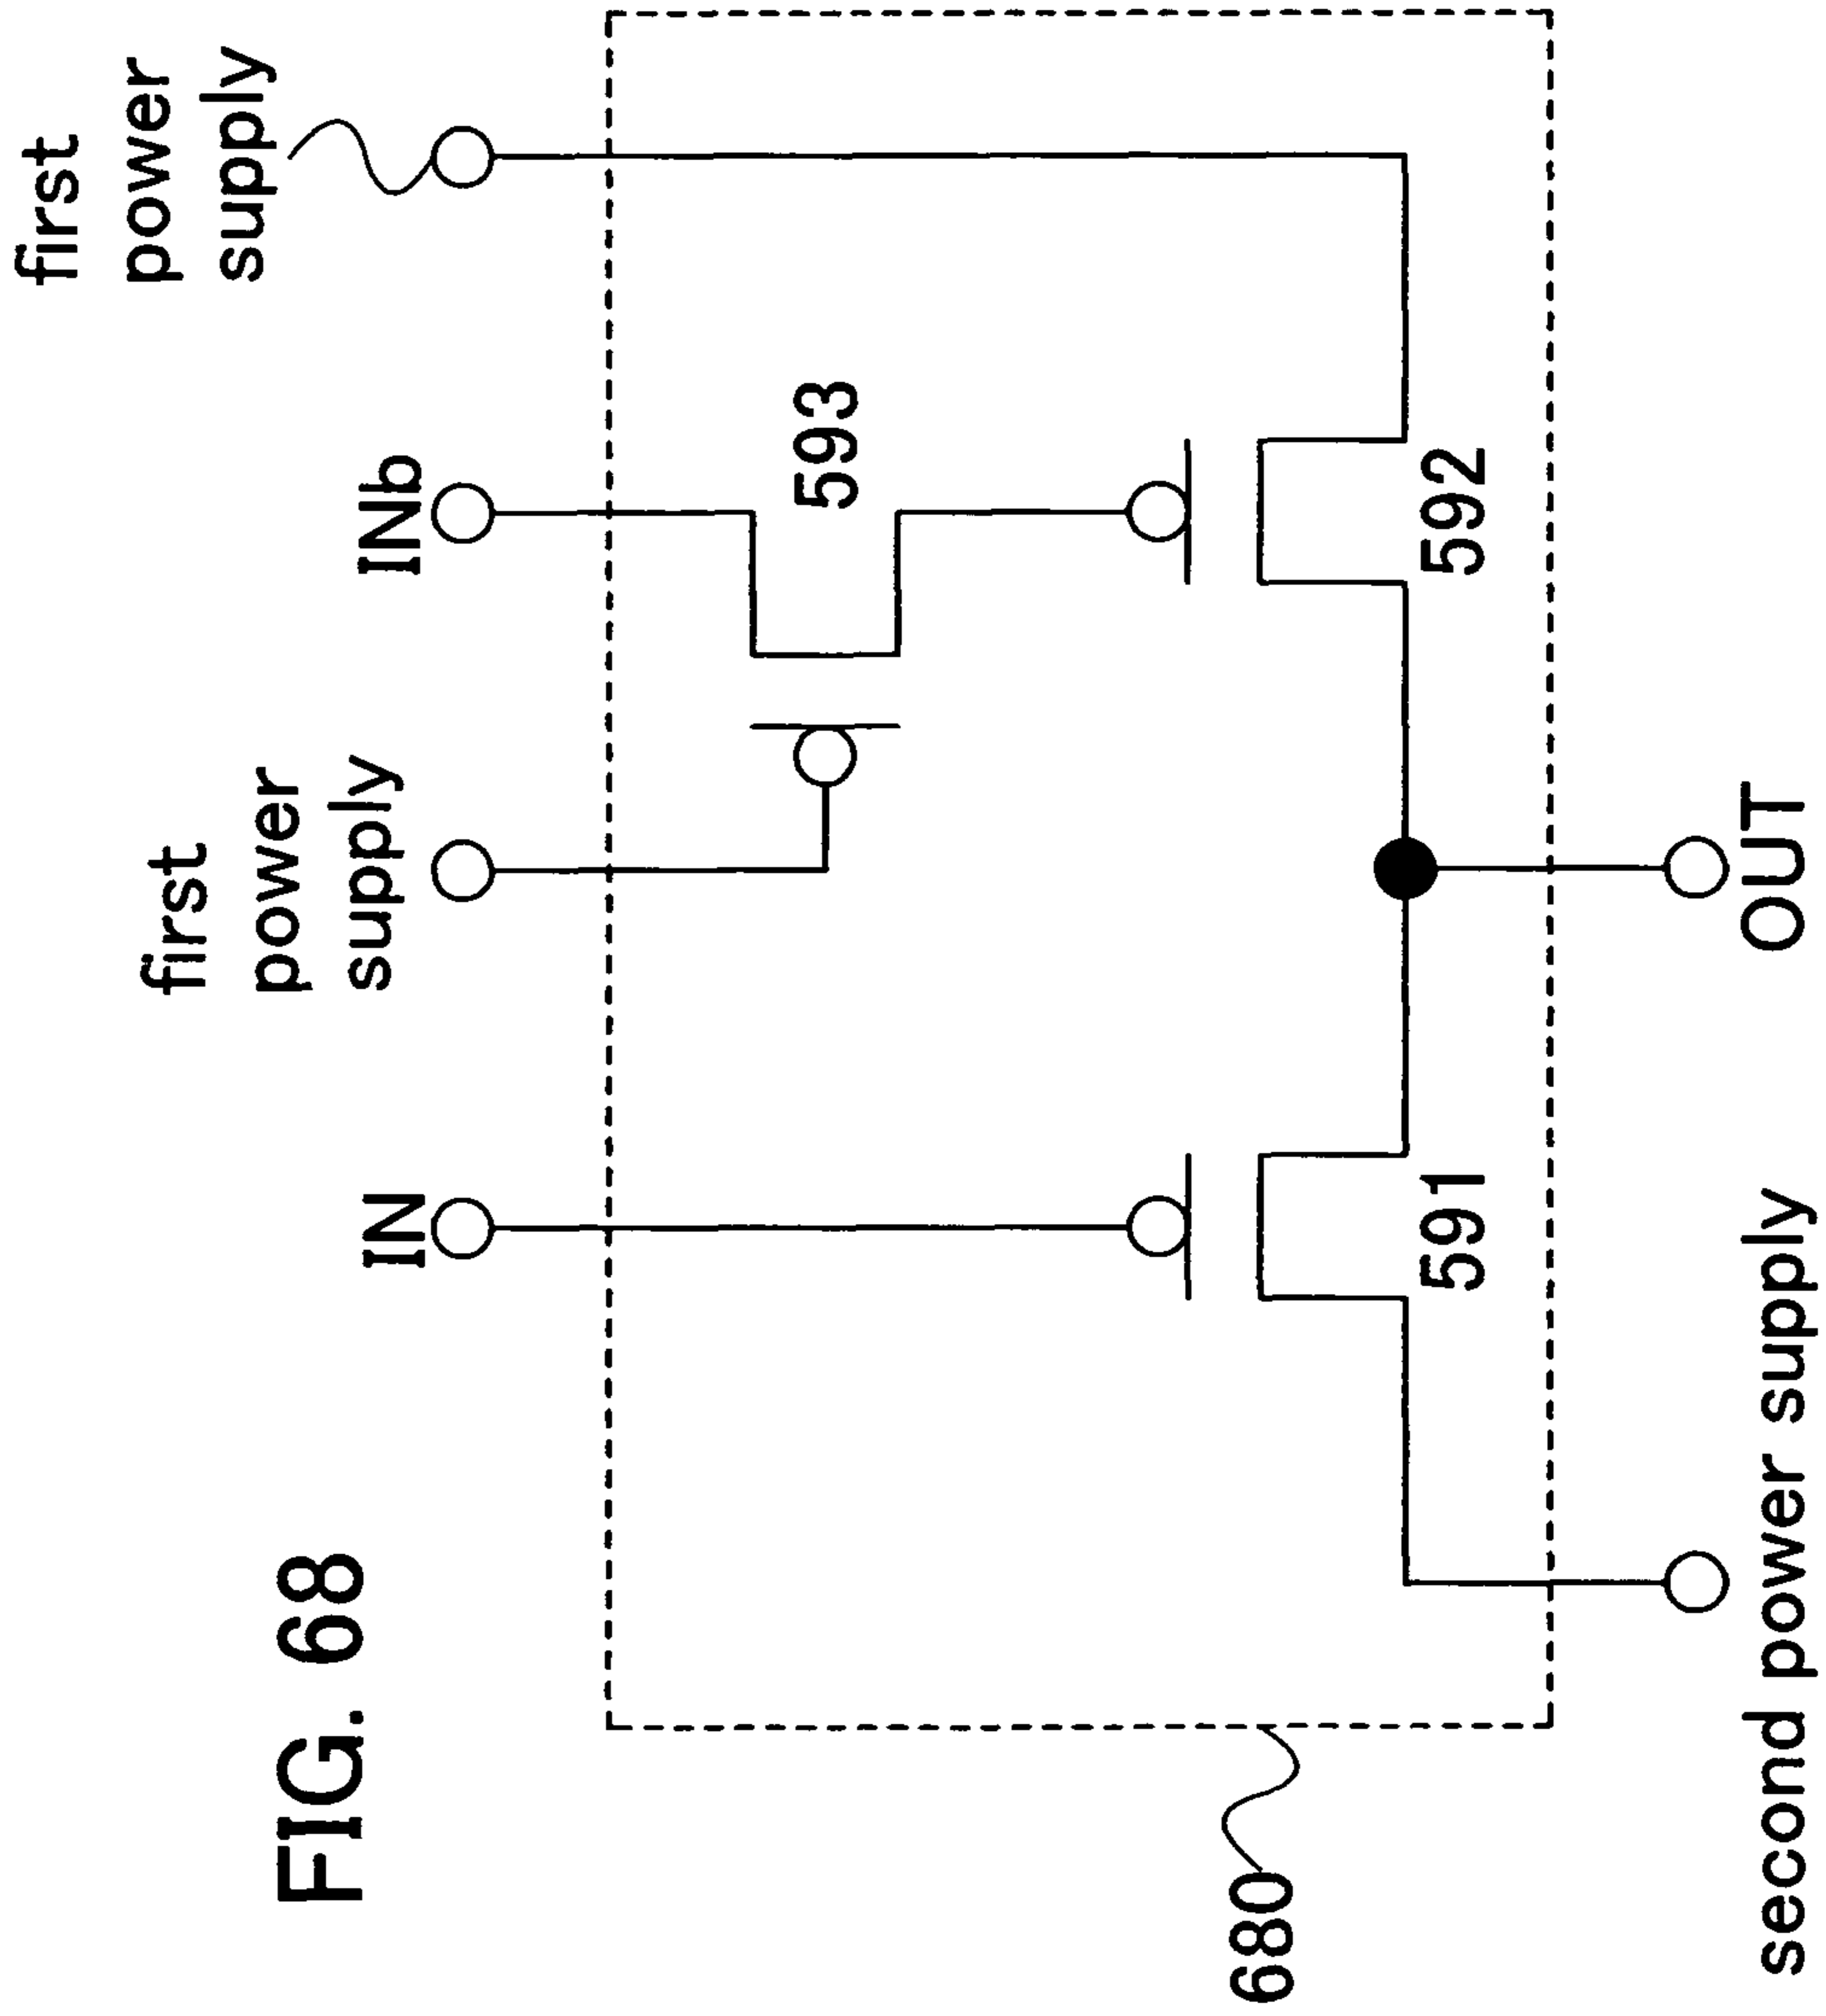 FIG. 68
first
power
supply
first
power
supply
IN
INb
593
591
592
680
second power supply
OUT